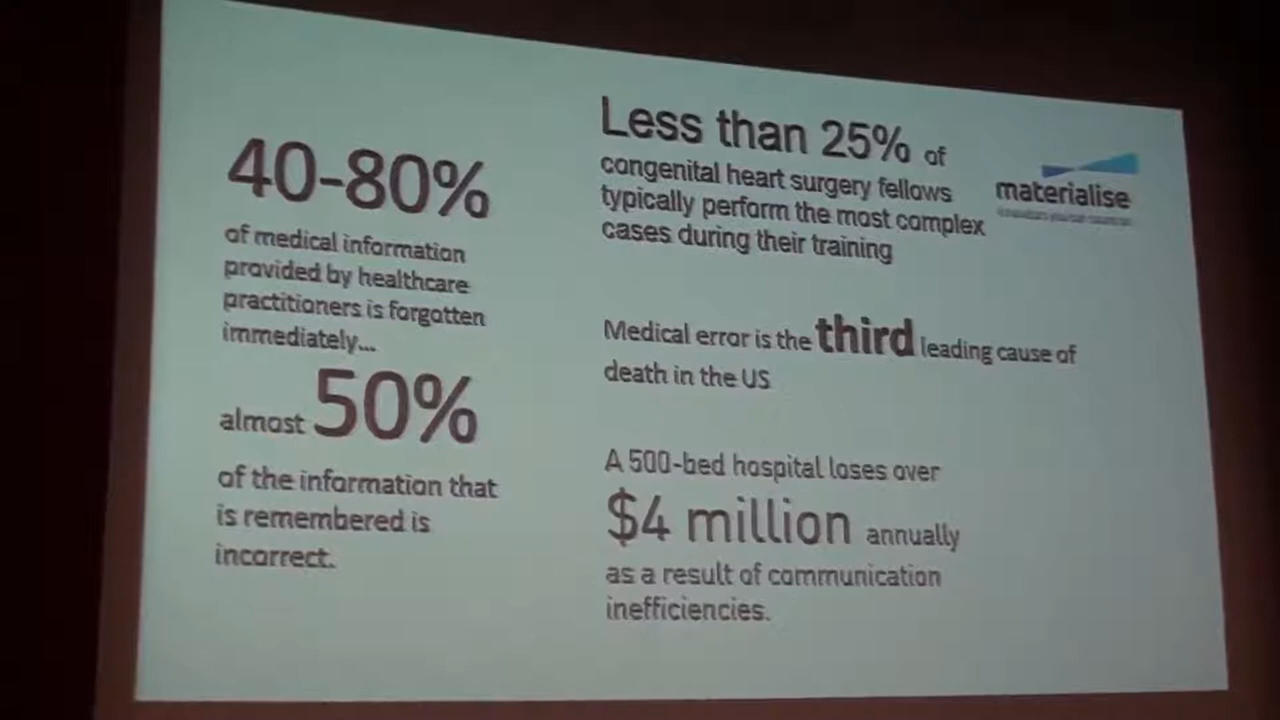 40-80%
of medical information
provided by healthcare
practitioners is forgotten
immediately...
almost 50%
of the information that
is remembered is
incorrect.
Less than 25% of
congenital heart surgery fellows
typically perform the most complex
cases during their training
materialise
Medical error is the third leading cause of
death in the US
A 500-bed hospital loses over
$4 million annually
as a result of communication
inefficiencies.